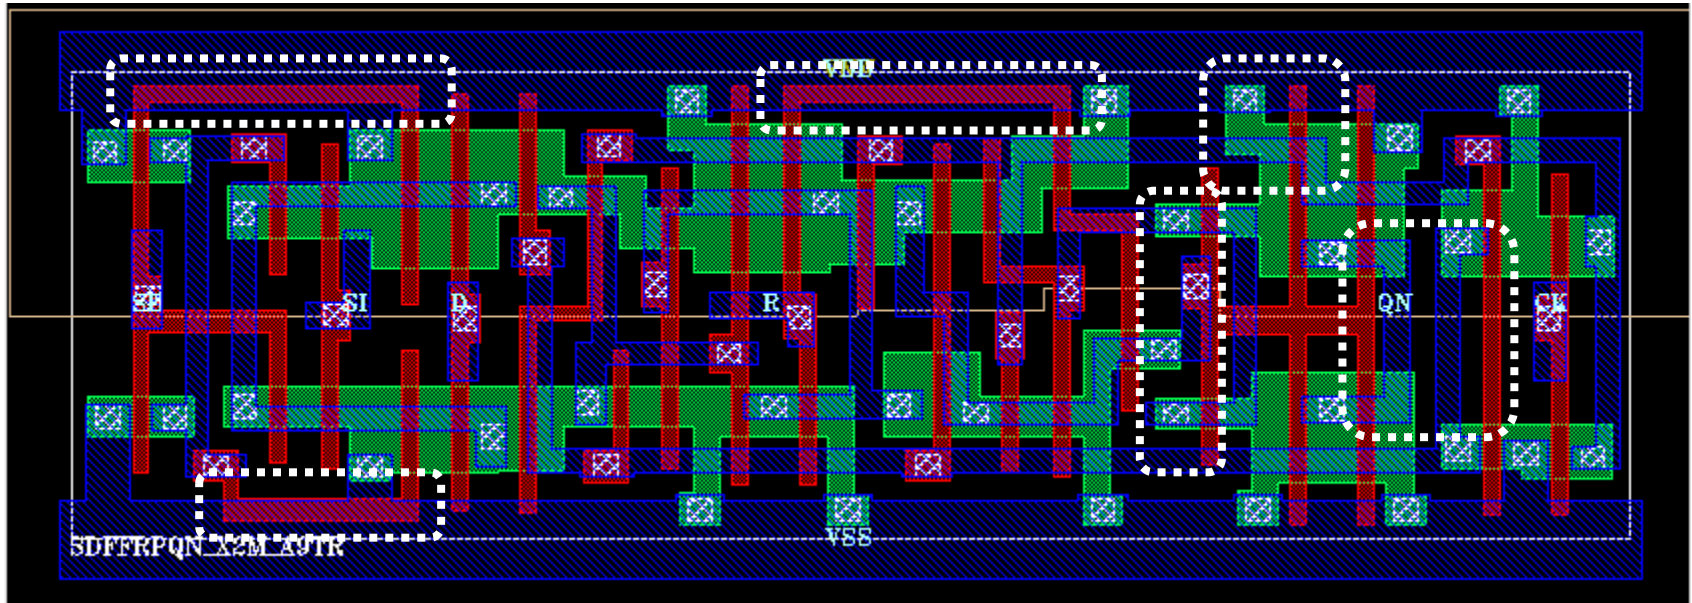 VDD
SE SI D R QN CK
VSS
SDFFRPQN_X2M_A9TR